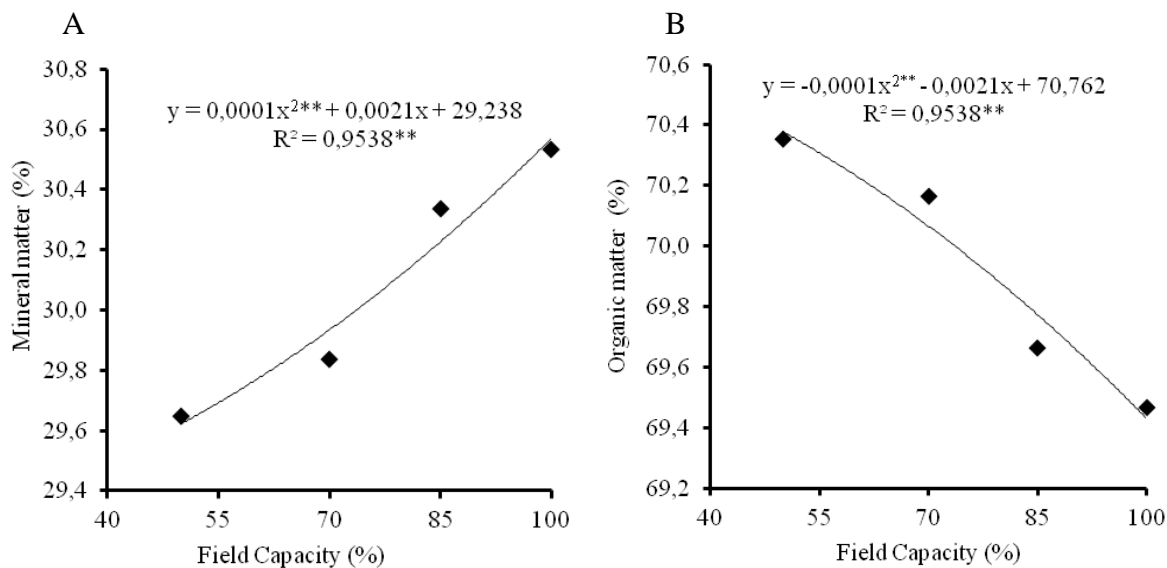 A
30,8
y = 0,0001x²** + 0,0021x + 29,238
R² = 0,9538**
30,6
30,4
30,2
30,0
29,8
29,6
29,4
Mineral matter (%)
40 55 70 85 100
Field Capacity (%)
B
70,6
y = -0,0001x²** - 0,0021x + 70,762
R² = 0,9538**
70,4
70,2
70,0
69,8
69,6
69,4
69,2
Organic matter (%)
40 55 70 85 100
Field Capacity (%)